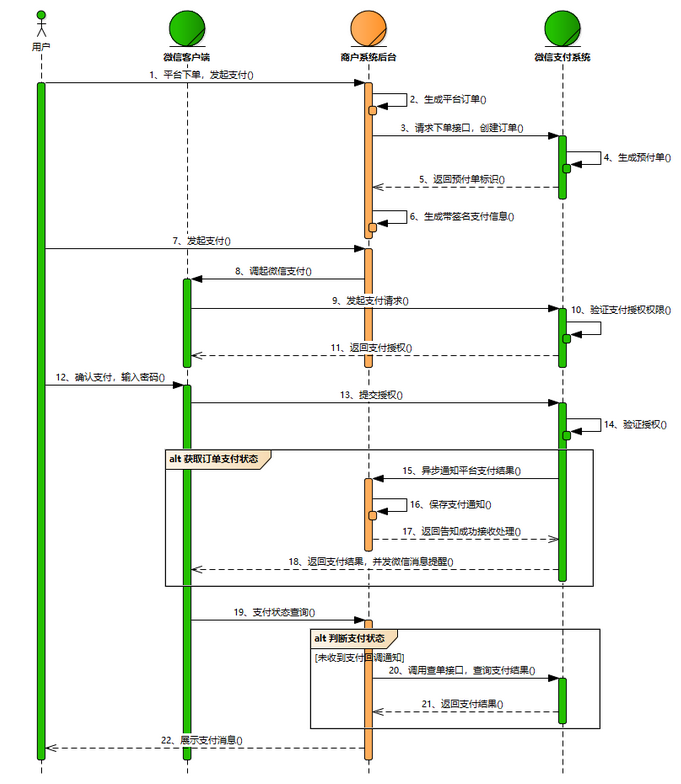 用户
微信客户端
商户系统后台
微信支付系统
1、平台下单，发起支付()
2、生成平台订单()
3、请求下单接口，创建订单()
4、生成预付单()
5、返回预付单标识()
6、生成带签名支付信息()
7、发起支付()
8、调起微信支付()
9、发起支付请求()
10、验证支付授权权限()
11、返回支付授权()
12、确认支付，输入密码()
13、提交授权()
14、验证授权()
alt 获取订单支付状态
15、异步通知平台支付结果()
16、保存支付通知()
17、返回告知成功接收处理()
18、返回支付结果，并发微信消息提醒()
19、支付状态查询()
alt 判断支付状态
[未收到支付回调通知]
20、调用查单接口，查询支付结果()
21、返回支付结果()
22、展示支付消息()